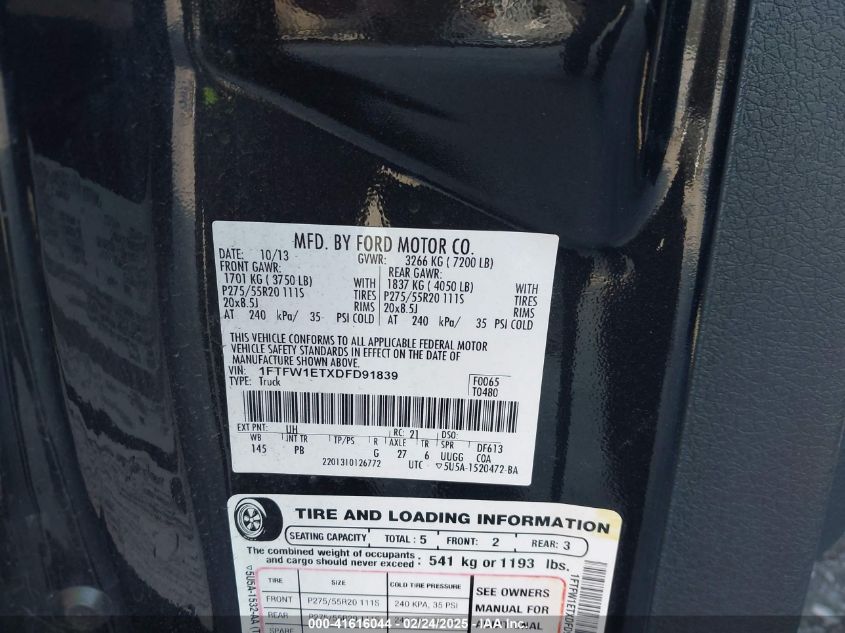 MFD. BY FORD MOTOR CO.
DATE: 10/13 GVWR: 3266 KG ( 7200 LB)
FRONT GAWR: REAR GAWR:
1701 KG ( 3750 LB) WITH 1837 KG ( 4050 LB) WITH
P275/55R20 111S TIRES P275/55R20 111S TIRES
20x8.5J RIMS 20x8.5J RIMS
AT 240 kPa/ 35 PSI COLD AT 240 kPa/ 35 PSI COLD
THIS VEHICLE CONFORMS TO ALL APPLICABLE FEDERAL MOTOR
VEHICLE SAFETY STANDARDS IN EFFECT ON THE DATE OF
MANUFACTURE SHOWN ABOVE.
VIN: 1FTFW1ETXDFD91839
TYPE: Truck
F0065
T0480
EXT PNT: UH RC: 21 DSO:
WB INT TR TP/PS R AXLE TR SPR DF613
145 PB G 27 6 UUGG COA
2201310126772 UTC ▽5U5A-1520472-BA
TIRE AND LOADING INFORMATION
SEATING CAPACITY TOTAL : 5 FRONT: 2 REAR: 3
The combined weight of occupants
and cargo should never exceed : 541 kg or 1193 lbs.
TIRE SIZE COLD TIRE PRESSURE
SEE OWNERS
FRONT P275/55R20 111S 240 KPA, 35 PSI
MANUAL FOR
REAR
ADDITIONAL
SPARE
000-41616044 - 02/24/2025 - IAA Inc.